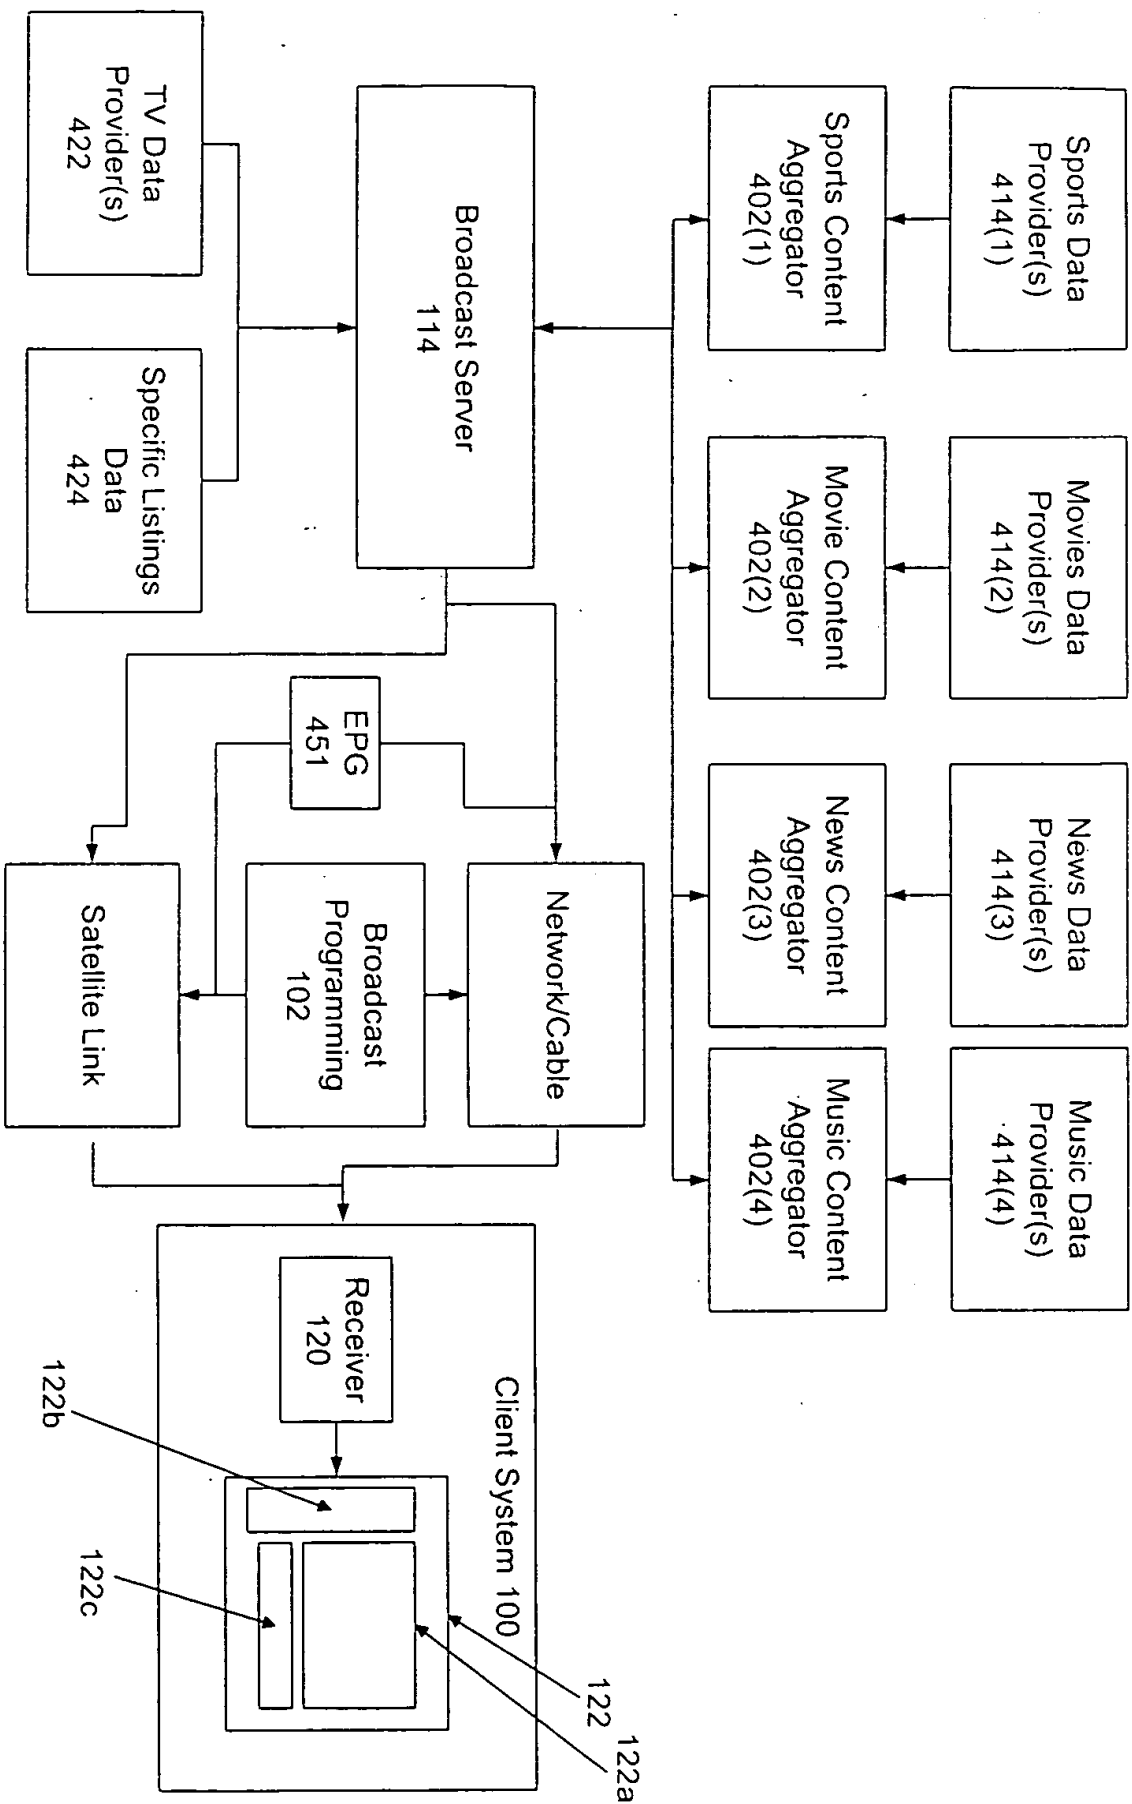 Sports Data
Provider(s)
414(1)
Movies Data
Provider(s)
414(2)
News Data
Provider(s)
414(3)
Music Data
Provider(s)
414(4)
Sports Content
Aggregator
402(1)
Movie Content
Aggregator
402(2)
News Content
Aggregator
402(3)
Music Content
Aggregator
402(4)
Broadcast Server
114
Network/Cable
EPG
451
Broadcast
Programming
102
Satellite Link
TV Data
Provider(s)
422
Specific Listings
Data
424
Client System 100
Receiver
120
122
122a
122b
122c